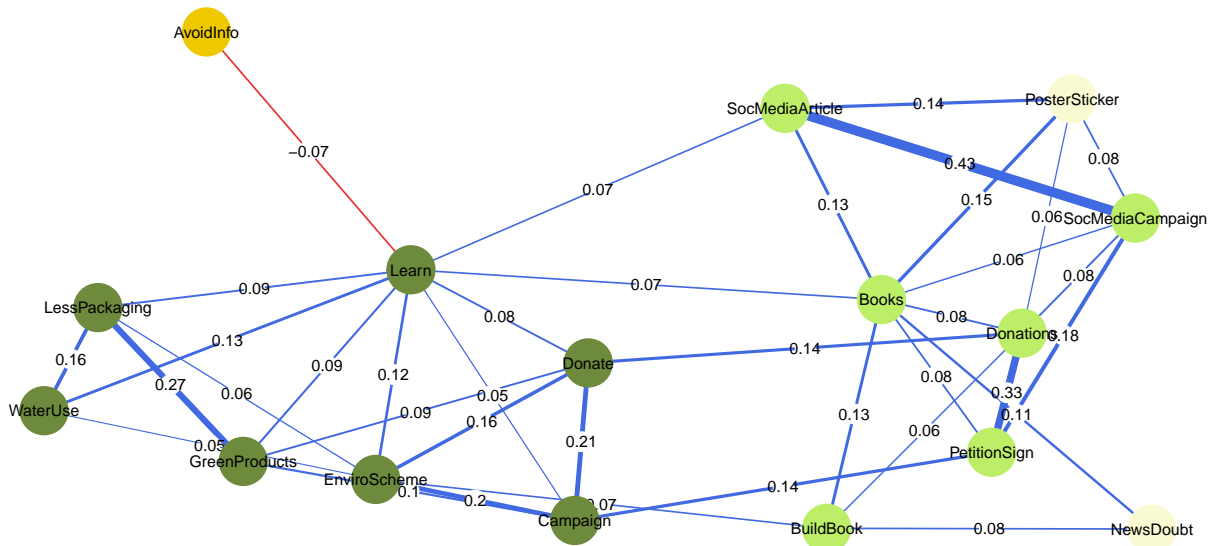 AvoidInfo
PosterSticker
SocMediaArticle
0.14
−0.07
0.08
0.43
0.07
0.15
0.13
0.06
SocMediaCampaign
0.06
Learn
0.08
0.07
0.09
Books
LessPackaging
0.08
0.08
Donations
0.18
0.13
0.14
0.16
0.12
0.09
Donate
0.08
0.27
0.06
0.05
0.33
WaterUse
0.09
0.13
0.11
0.16
0.06
0.21
0.05
PetitionSign
GreenProducts
EnviroScheme
0.14
0.1
0.2
0.07
Campaign
BuildBook
0.08
NewsDoubt